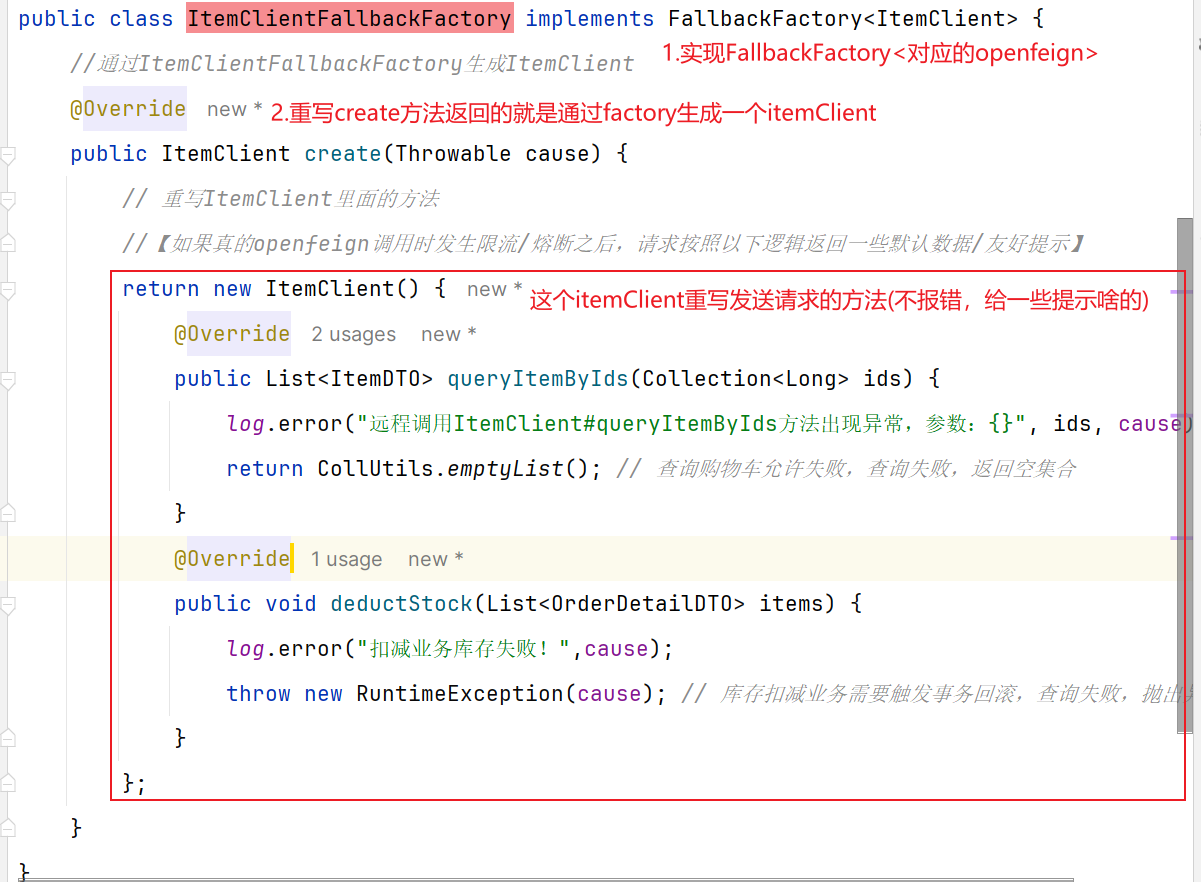 public class ItemClientFallbackFactory implements FallbackFactory<ItemClient> {
//通过ItemClientFallbackFactory生成ItemClient
1.实现FallbackFactory<对应的openfeign>
@Override new *
2.重写create方法返回的就是通过factory生成一个itemClient
public ItemClient create(Throwable cause) {
// 重写ItemClient里面的方法
//【如果真的openfeign调用时发生限流/熔断之后，请求按照以下逻辑返回一些默认数据/友好提示】
return new ItemClient() { new *
这个itemClient重写发送请求的方法(不报错，给一些提示啥的)
@Override 2 usages new *
public List<ItemDTO> queryItemByIds(Collection<Long> ids) {
log.error("远程调用ItemClient#queryItemByIds方法出现异常，参数：{}", ids, cause)
return CollUtils.emptyList(); // 查询购物车允许失败，查询失败，返回空集合
}
@Override 1 usage new *
public void deductStock(List<OrderDetailDTO> items) {
log.error("扣减业务库存失败！",cause);
throw new RuntimeException(cause); // 库存扣减业务需要触发事务回滚，查询失败，抛出
}
};
}
}